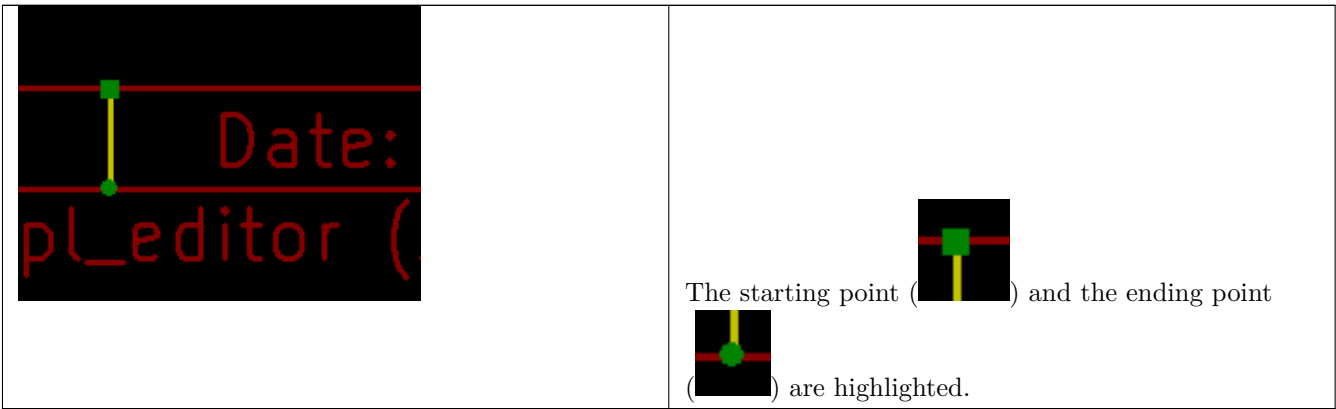 Date:
pl_editor (
The starting point ( ) and the ending point
( ) are highlighted.